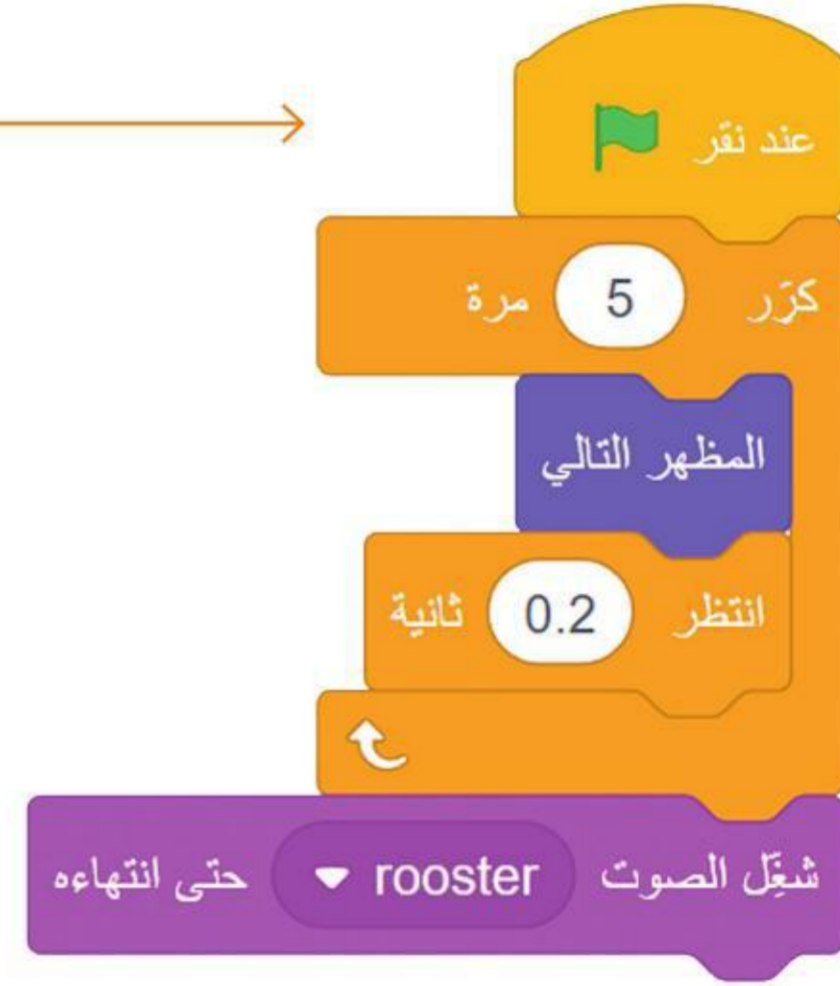 عند نقر
كرّر 5 مرة
المظهر التالي
انتظر 0.2 ثانية
شغّل الصوت rooster حتى انتهاءه